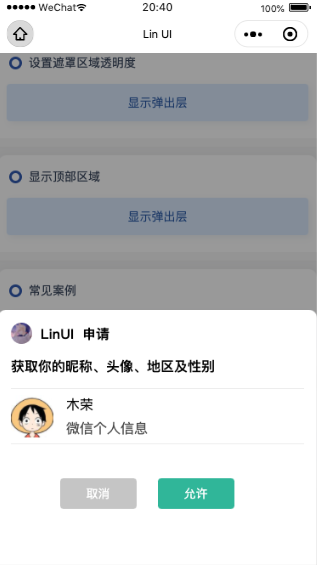 WeChat
20:40
100%
Lin UI
设置遮罩区域透明度
显示弹出层
显示顶部区域
显示弹出层
常见案例
LinUI 申请
获取你的昵称、头像、地区及性别
木荣
微信个人信息
取消
允许